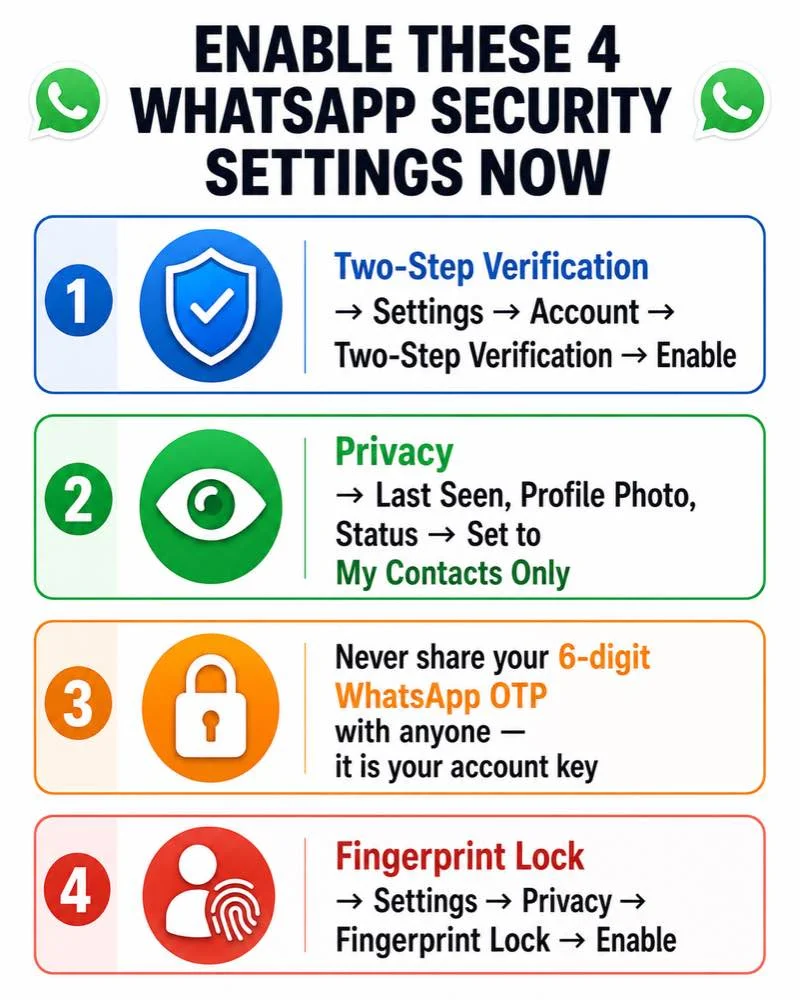 ENABLE THESE 4
WHATSAPP SECURITY
SETTINGS NOW
1
Two-Step Verification
→ Settings → Account →
Two-Step Verification → Enable
2
Privacy
→ Last Seen, Profile Photo,
Status → Set to
My Contacts Only
3
Never share your 6-digit
WhatsApp OTP
with anyone —
it is your account key
4
Fingerprint Lock
→ Settings → Privacy →
Fingerprint Lock → Enable